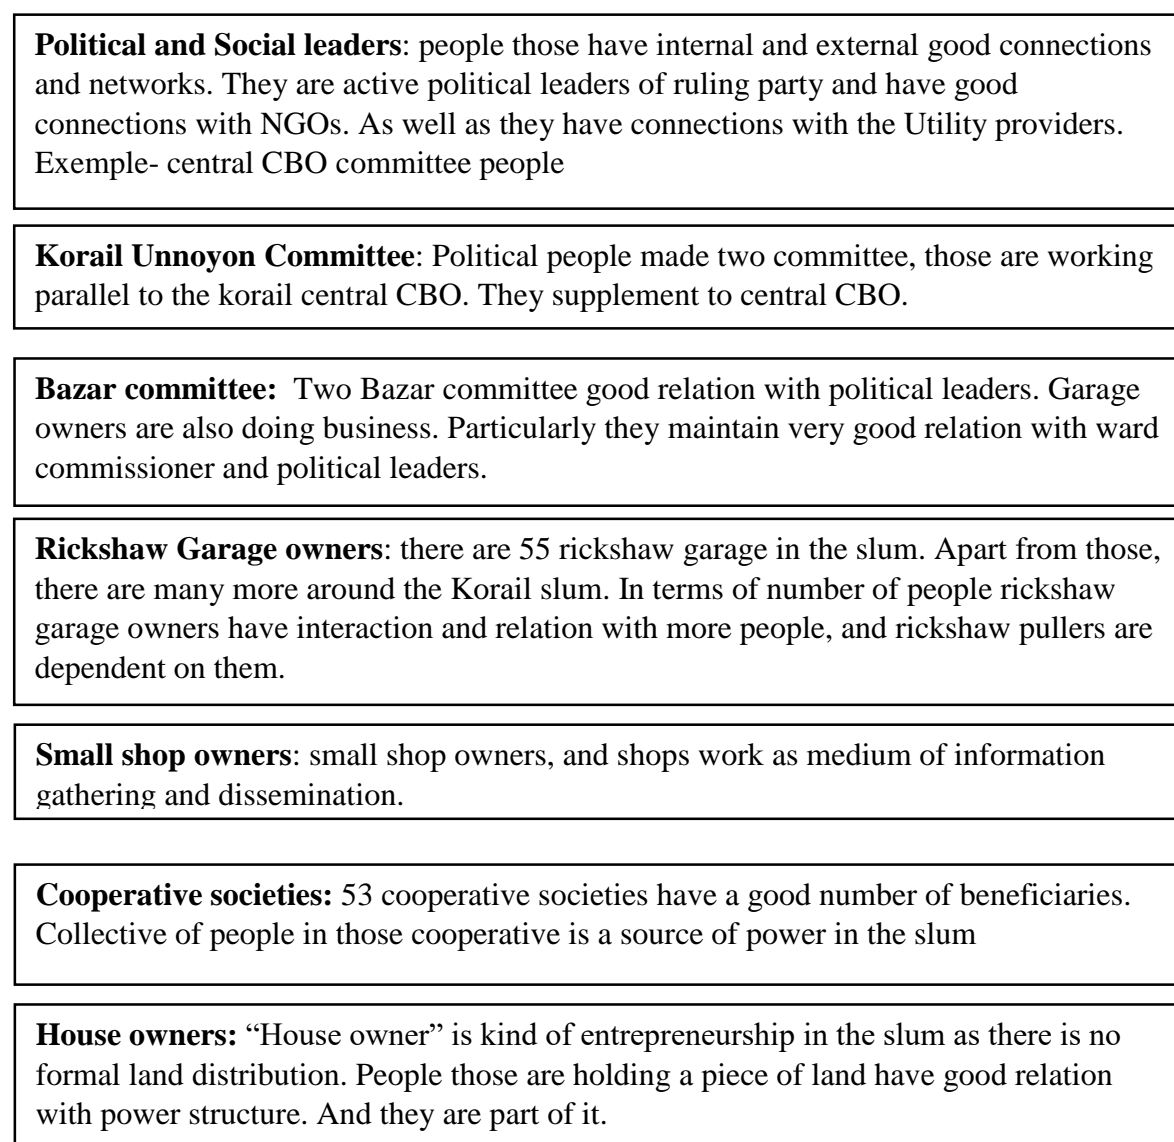 Political and Social leaders: people those have internal and external good connections
and networks. They are active political leaders of ruling party and have good
connections with NGOs. As well as they have connections with the Utility providers.
Exemple- central CBO committee people
Korail Unnoyon Committee: Political people made two committee, those are working
parallel to the korail central CBO. They supplement to central CBO.
Bazar committee: Two Bazar committee good relation with political leaders. Garage
owners are also doing business. Particularly they maintain very good relation with ward
commissioner and political leaders.
Rickshaw Garage owners: there are 55 rickshaw garage in the slum. Apart from those,
there are many more around the Korail slum. In terms of number of people rickshaw
garage owners have interaction and relation with more people, and rickshaw pullers are
dependent on them.
Small shop owners: small shop owners, and shops work as medium of information
gathering and dissemination.
Cooperative societies: 53 cooperative societies have a good number of beneficiaries.
Collective of people in those cooperative is a source of power in the slum
House owners: “House owner” is kind of entrepreneurship in the slum as there is no
formal land distribution. People those are holding a piece of land have good relation
with power structure. And they are part of it.